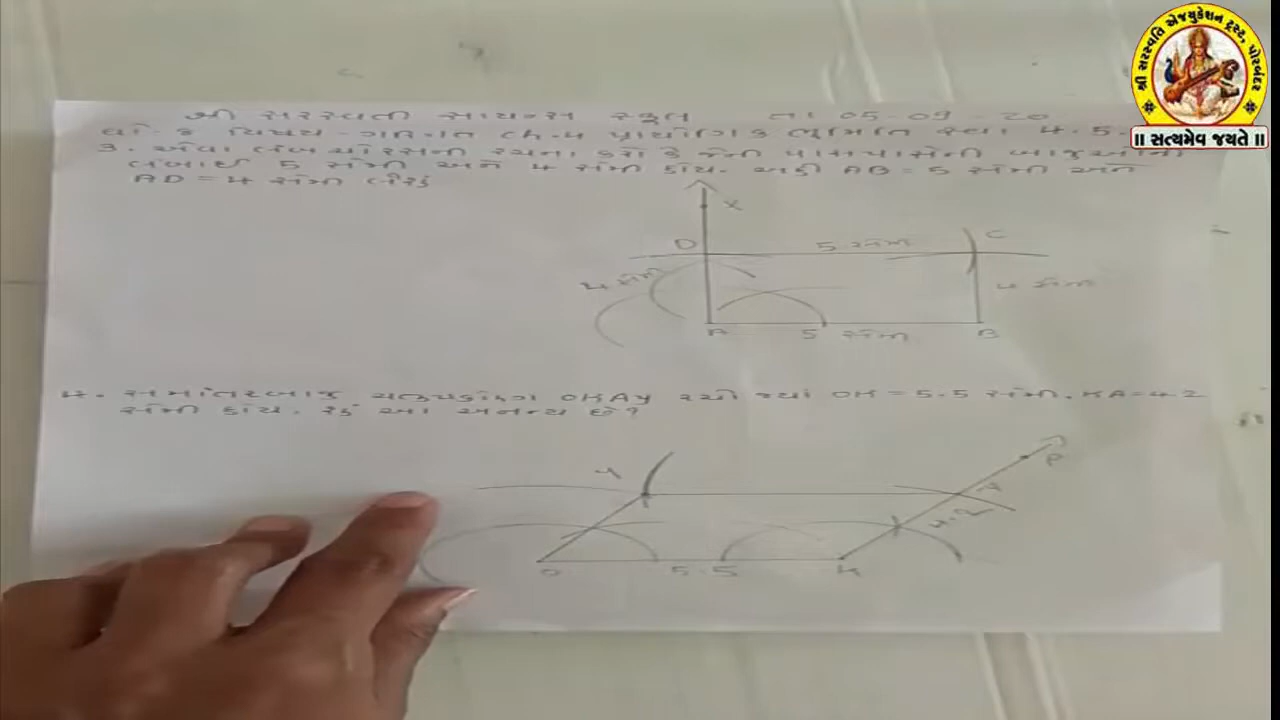 શ્રી સરસ્વતી એજ્યુકેશન ટ્રસ્ટ, પોરબંદર
|| સત્યમેવ જયતે ||
શ્રી સરસ્વતી સાયન્સ સ્કૂલ તા 05-09-20
વિષય - ગણિત ch.4 પ્રાયોગિક ભૂમિતિ સ્વા 4.5.
3. એવા લંબચોરસની રચના કરો કે જેની પાસપાસેની બાજુઓની
લંબાઈ 5 સેમી અને 4 સેમી હોય. અહીં AB = 5 સેમી અને
AD = 4 સેમી લેશું
X
D 5 સેમી C
4 સેમી 4 સેમી
A 5 સેમી B
4. સમાંતરબાજુ ચતુષ્કોણ OKAY રચો જ્યાં OK = 5.5 સેમી. KA = 4.2
સેમી હોય. શું આ અનન્ય છે?
Y A P
4.2
O 5.5 K